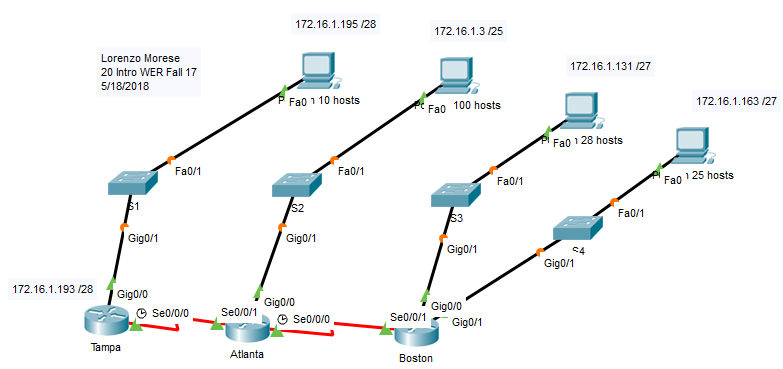 172.16.1.195 /28
172.16.1.3 /25
Lorenzo Morese
20 Intro WER Fall 17
5/18/2018
172.16.1.131 /27
172.16.1.163 /27
Fa0 10 hosts
Fa0 100 hosts
Fa0 28 hosts
Fa0 25 hosts
Fa0/1
Fa0/1
Fa0/1
Fa0/1
S1
S2
S3
S4
Gig0/1
Gig0/1
Gig0/1
Gig0/1
172.16.1.193 /28
Gig0/0
Gig0/0
Gig0/0
Se0/0/0
Se0/0/1
Se0/0/0
Se0/0/1
Gig0/1
Tampa
Atlanta
Boston